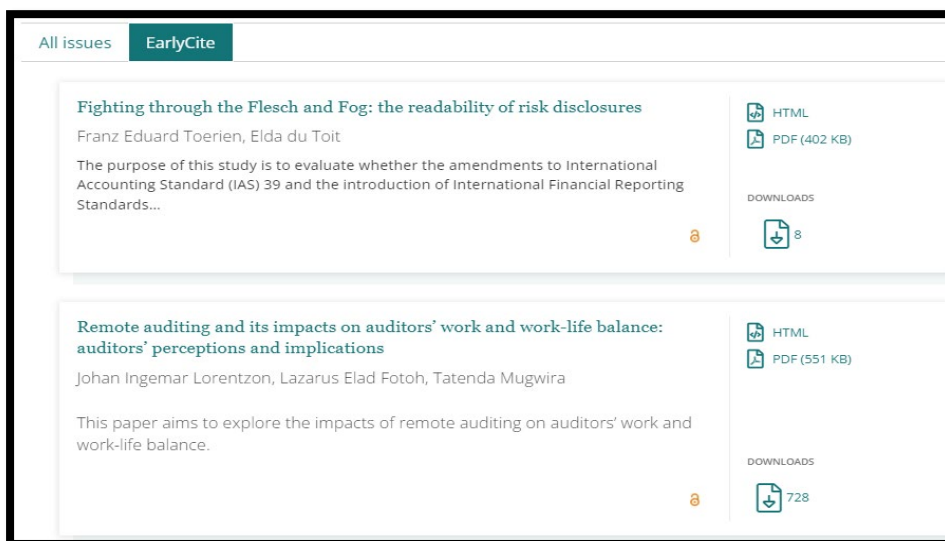 All issues EarlyCite
Fighting through the Flesch and Fog: the readability of risk disclosures
Franz Eduard Toerien, Elda du Toit
The purpose of this study is to evaluate whether the amendments to International
Accounting Standard (IAS) 39 and the introduction of International Financial Reporting
Standards...
HTML
PDF (402 KB)
DOWNLOADS
8
Remote auditing and its impacts on auditors’ work and work-life balance:
auditors’ perceptions and implications
Johan Ingemar Lorentzon, Lazarus Elad Fotoh, Tatenda Mugwira
This paper aims to explore the impacts of remote auditing on auditors’ work and
work-life balance.
HTML
PDF (551 KB)
DOWNLOADS
728